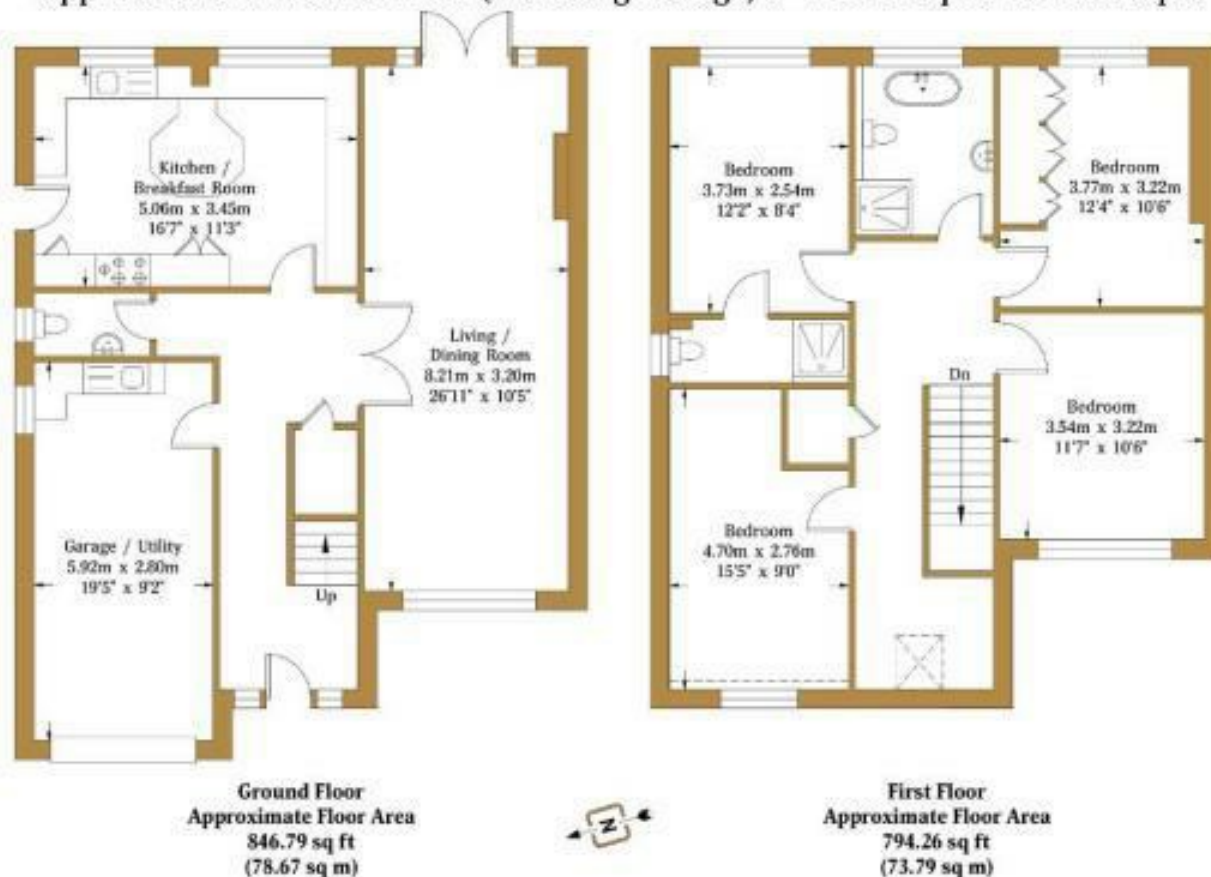 Kitchen /
Breakfast Room
5.06m x 3.45m
16'7" x 11'3"
Living /
Dining Room
8.21m x 3.20m
26'11" x 10'5"
Garage / Utility
5.92m x 2.80m
19'5" x 9'2"
Up
Ground Floor
Approximate Floor Area
846.79 sq ft
(78.67 sq m)
Bedroom
3.73m x 2.54m
12'2" x 8'4"
Bedroom
3.77m x 3.22m
12'4" x 10'6"
Dn
Bedroom
3.54m x 3.22m
11'7" x 10'6"
Bedroom
4.70m x 2.76m
15'5" x 9'0"
N
First Floor
Approximate Floor Area
794.26 sq ft
(73.79 sq m)